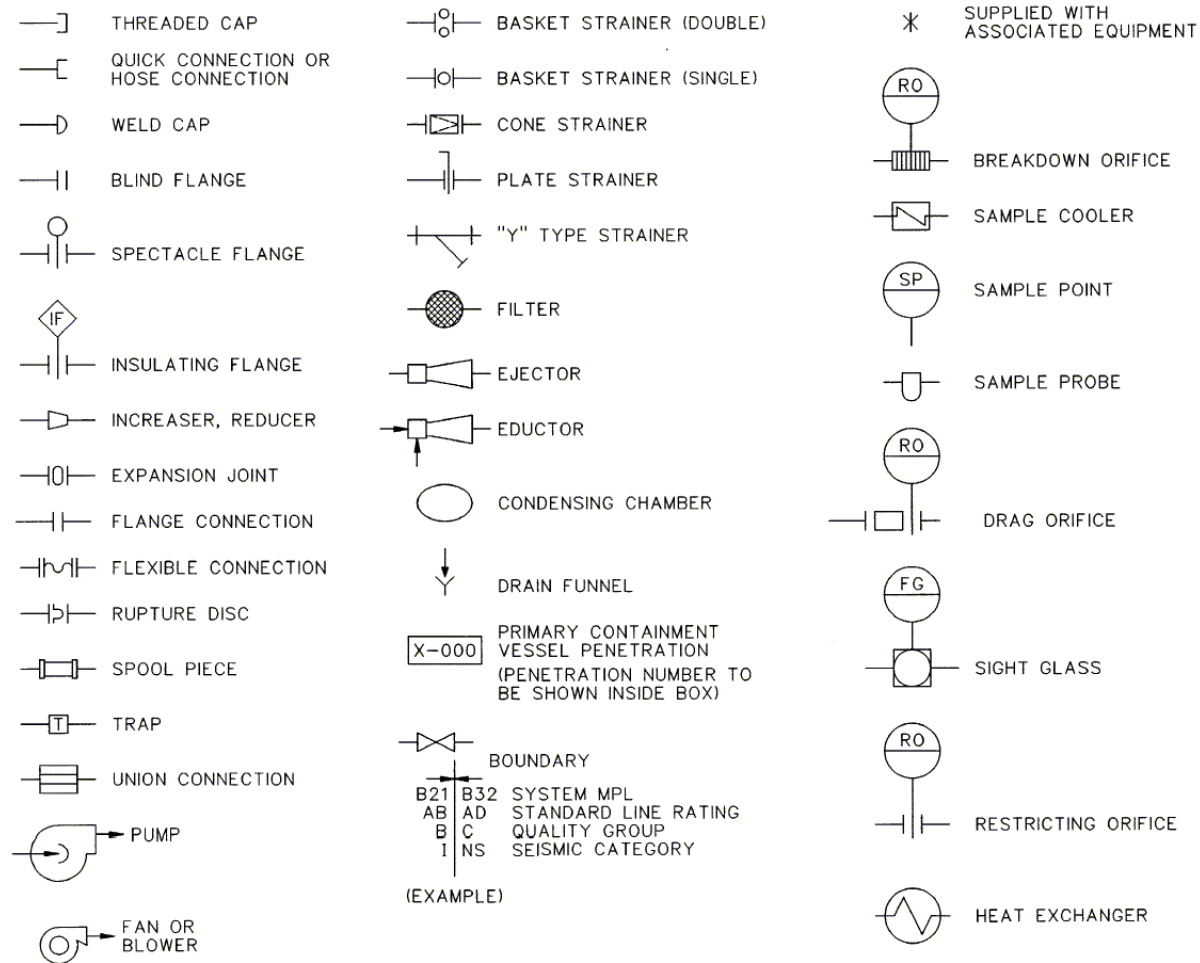 THREADED CAP
QUICK CONNECTION OR
HOSE CONNECTION
WELD CAP
BLIND FLANGE
SPECTACLE FLANGE
IF
INSULATING FLANGE
INCREASER, REDUCER
EXPANSION JOINT
FLANGE CONNECTION
FLEXIBLE CONNECTION
RUPTURE DISC
SPOOL PIECE
T
TRAP
UNION CONNECTION
PUMP
FAN OR
BLOWER
BASKET STRAINER (DOUBLE)
BASKET STRAINER (SINGLE)
CONE STRAINER
PLATE STRAINER
"Y" TYPE STRAINER
FILTER
EJECTOR
EDUCTOR
CONDENSING CHAMBER
DRAIN FUNNEL
X-000
PRIMARY CONTAINMENT
VESSEL PENETRATION
(PENETRATION NUMBER TO
BE SHOWN INSIDE BOX)
BOUNDARY
B21 B32 SYSTEM MPL
AB AD STANDARD LINE RATING
B C QUALITY GROUP
I NS SEISMIC CATEGORY
(EXAMPLE)
SUPPLIED WITH
ASSOCIATED EQUIPMENT
RO
BREAKDOWN ORIFICE
SAMPLE COOLER
SP
SAMPLE POINT
SAMPLE PROBE
RO
DRAG ORIFICE
FG
SIGHT GLASS
RO
RESTRICTING ORIFICE
HEAT EXCHANGER